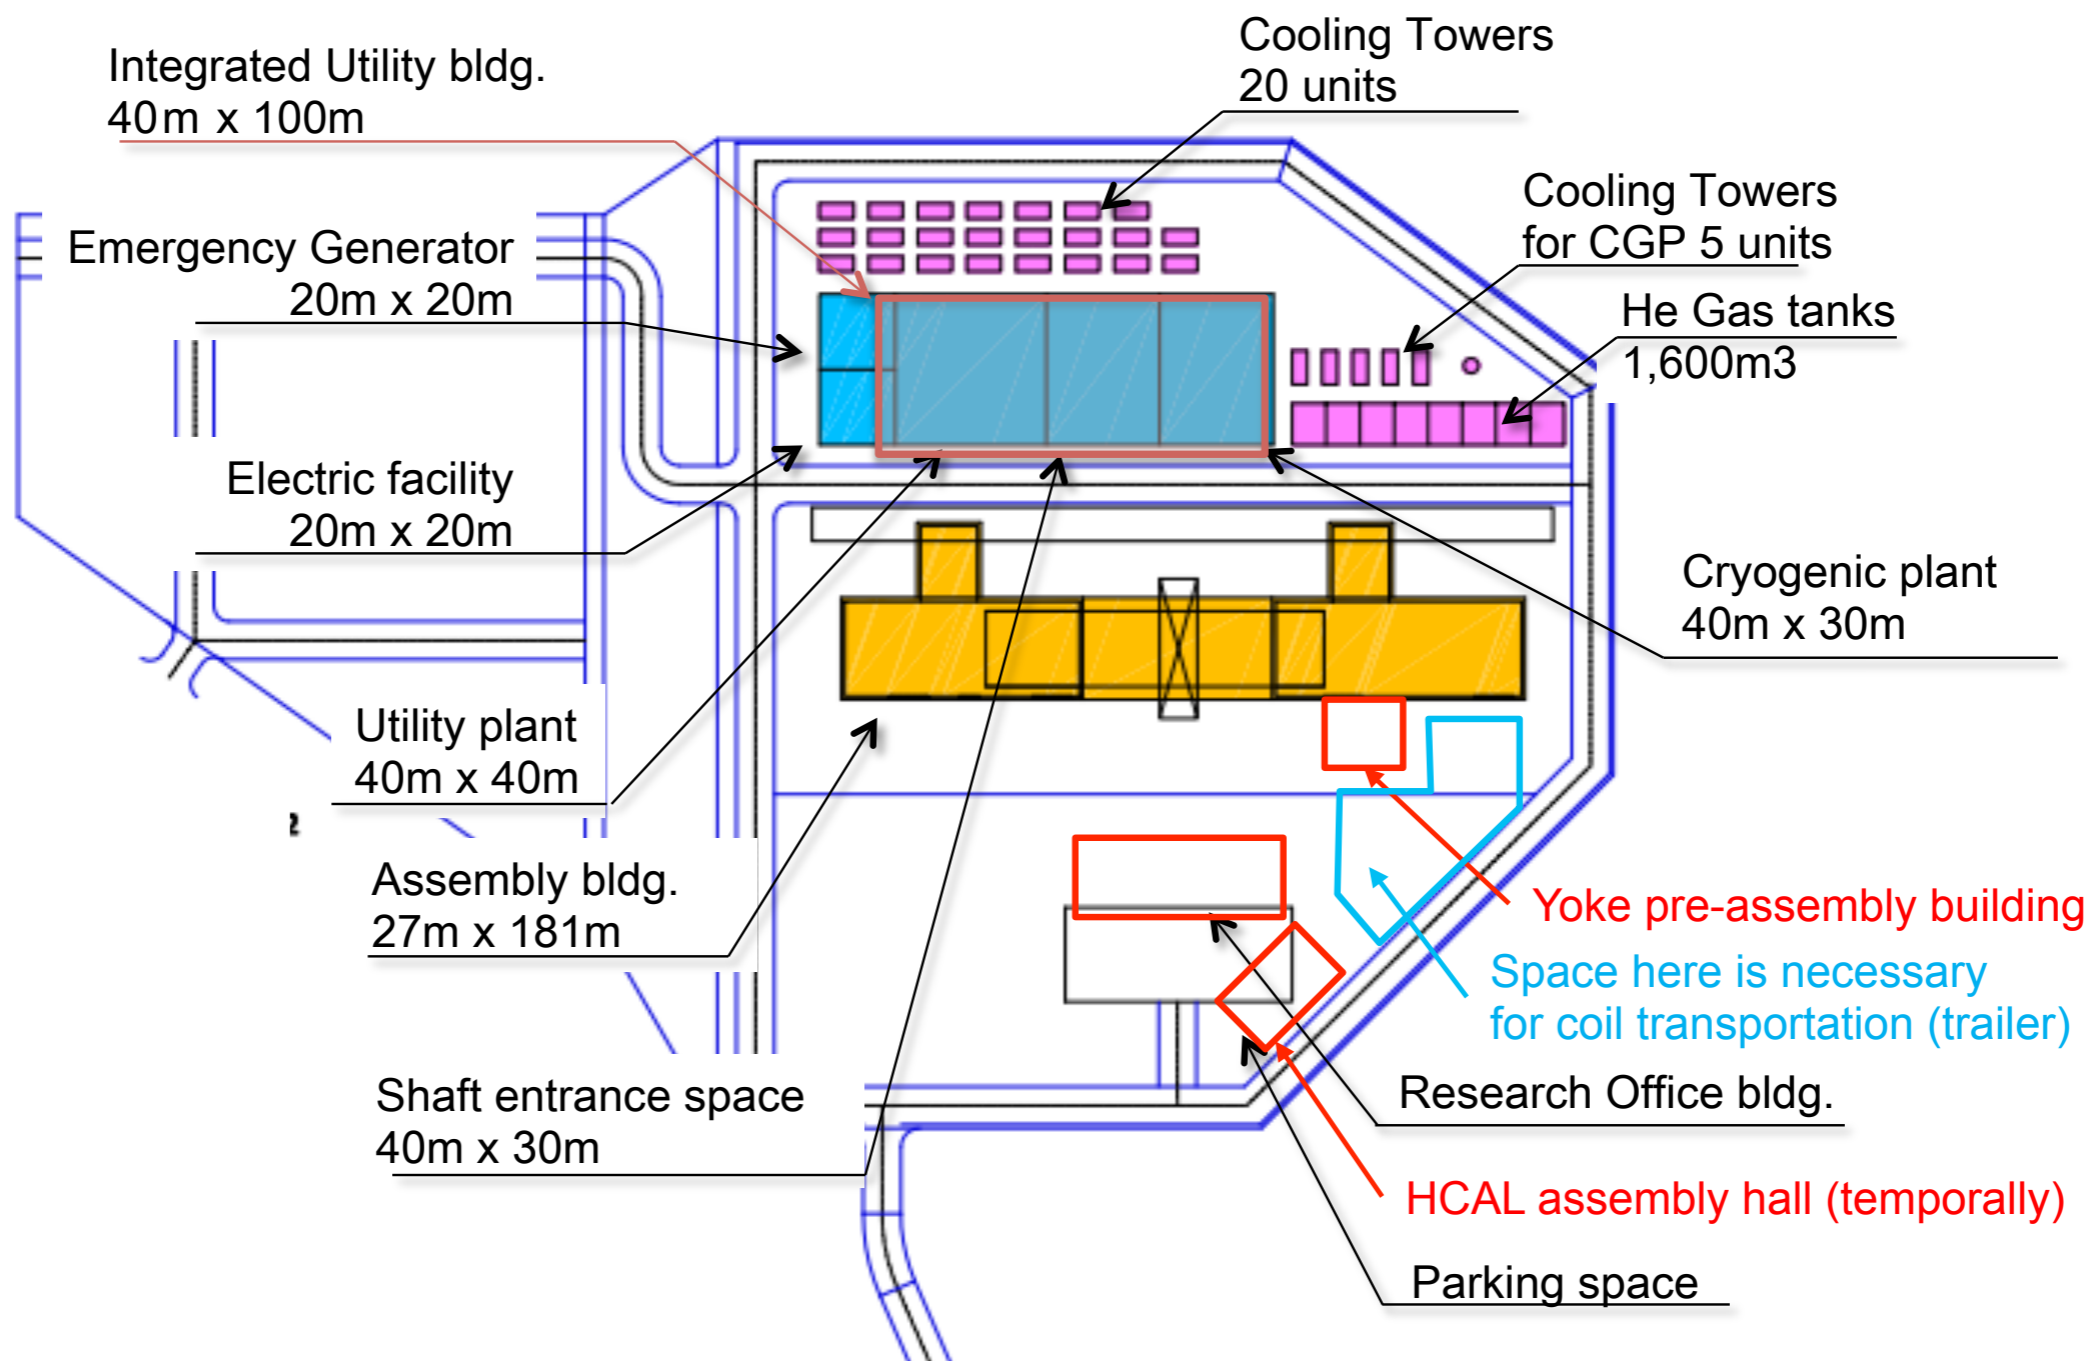 Cooling Towers
20 units
Integrated Utility bldg.
40m x 100m
Cooling Towers
for CGP 5 units
Emergency Generator
20m x 20m
He Gas tanks
1,600m3
Electric facility
20m x 20m
Cryogenic plant
40m x 30m
Utility plant
40m x 40m
2
Assembly bldg.
27m x 181m
Yoke pre-assembly building
Space here is necessary
for coil transportation (trailer)
Shaft entrance space
40m x 30m
Research Office bldg.
HCAL assembly hall (temporally)
Parking space